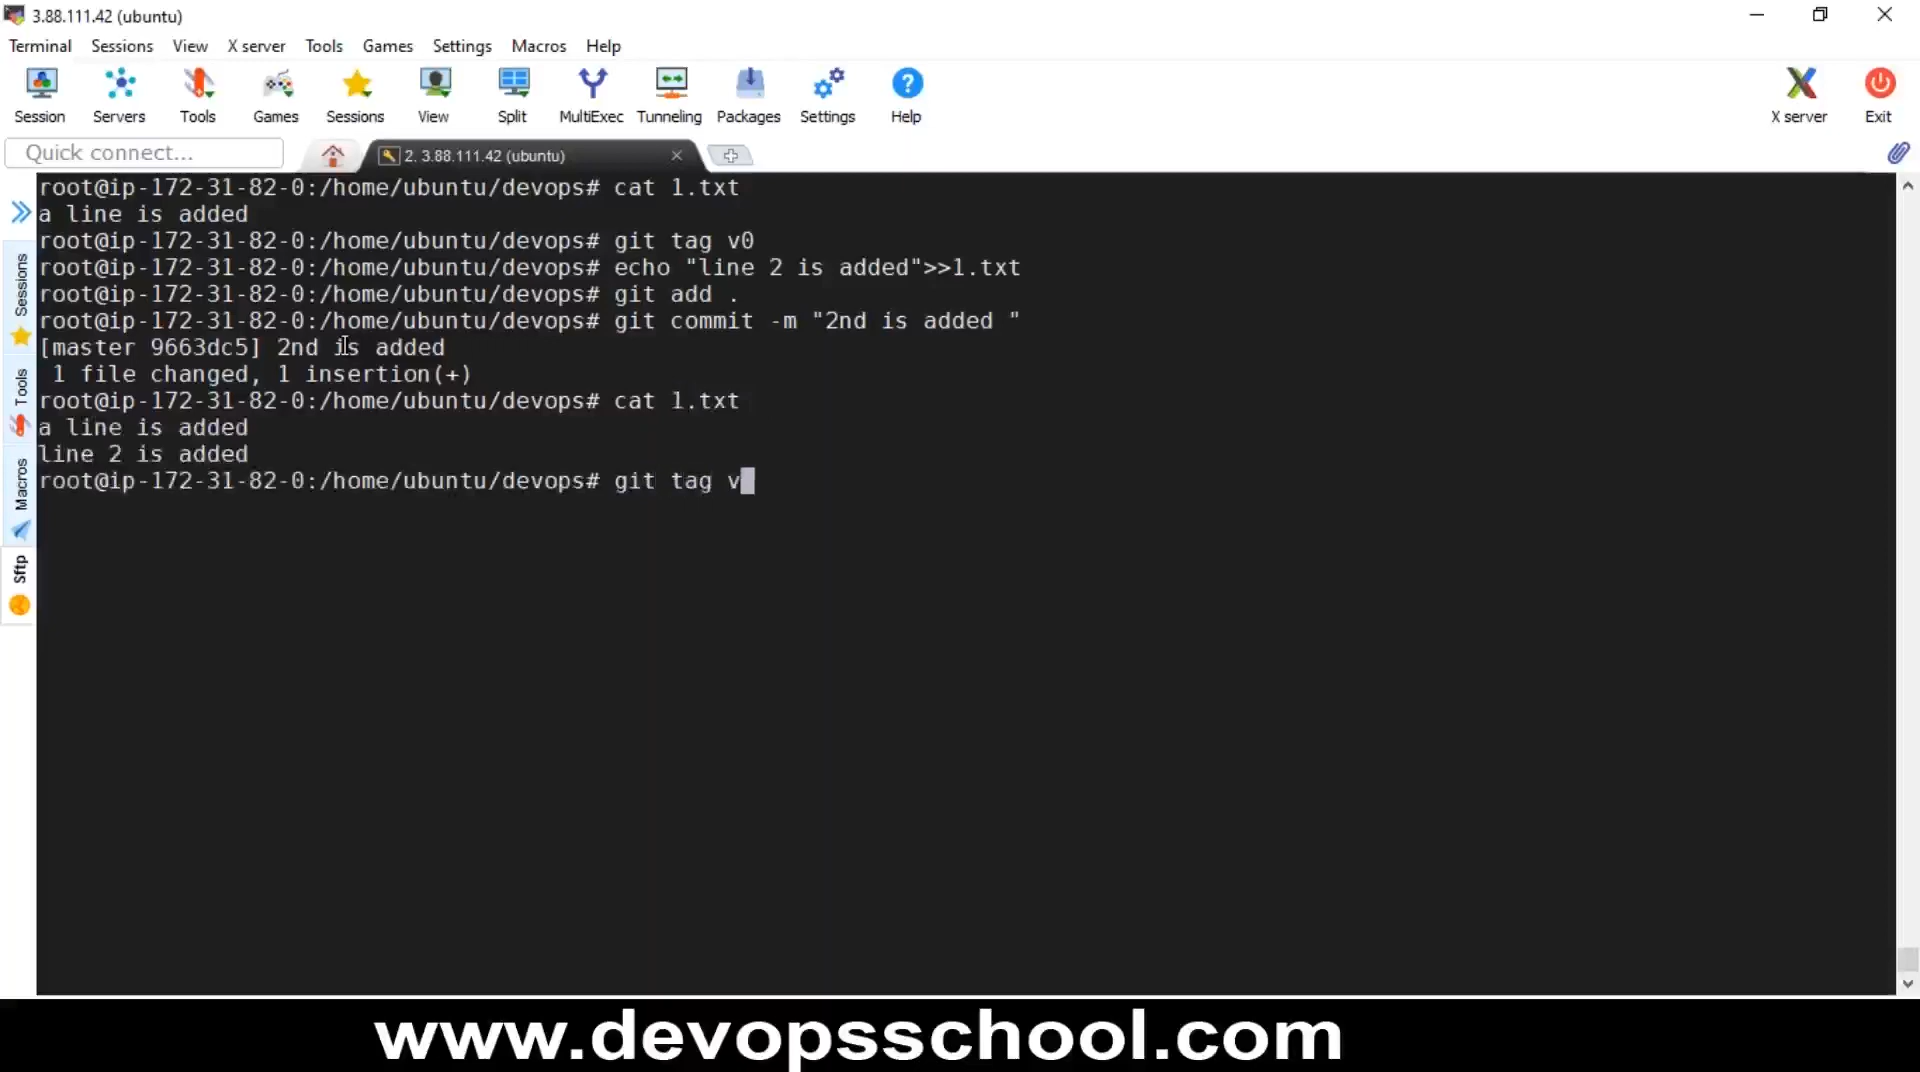 3.88.111.42 (ubuntu)
Terminal Sessions View X server Tools Games Settings Macros Help
Session Servers Tools Games Sessions View Split MultiExec Tunneling Packages Settings Help X server Exit
Quick connect...
2. 3.88.111.42 (ubuntu)
root@ip-172-31-82-0:/home/ubuntu/devops# cat 1.txt
a line is added
root@ip-172-31-82-0:/home/ubuntu/devops# git tag v0
root@ip-172-31-82-0:/home/ubuntu/devops# echo "line 2 is added">>1.txt
root@ip-172-31-82-0:/home/ubuntu/devops# git add .
root@ip-172-31-82-0:/home/ubuntu/devops# git commit -m "2nd is added "
[master 9663dc5] 2nd is added
 1 file changed, 1 insertion(+)
root@ip-172-31-82-0:/home/ubuntu/devops# cat 1.txt
a line is added
line 2 is added
root@ip-172-31-82-0:/home/ubuntu/devops# git tag v
Sessions
Tools
Macros
Sftp
www.devopsschool.com